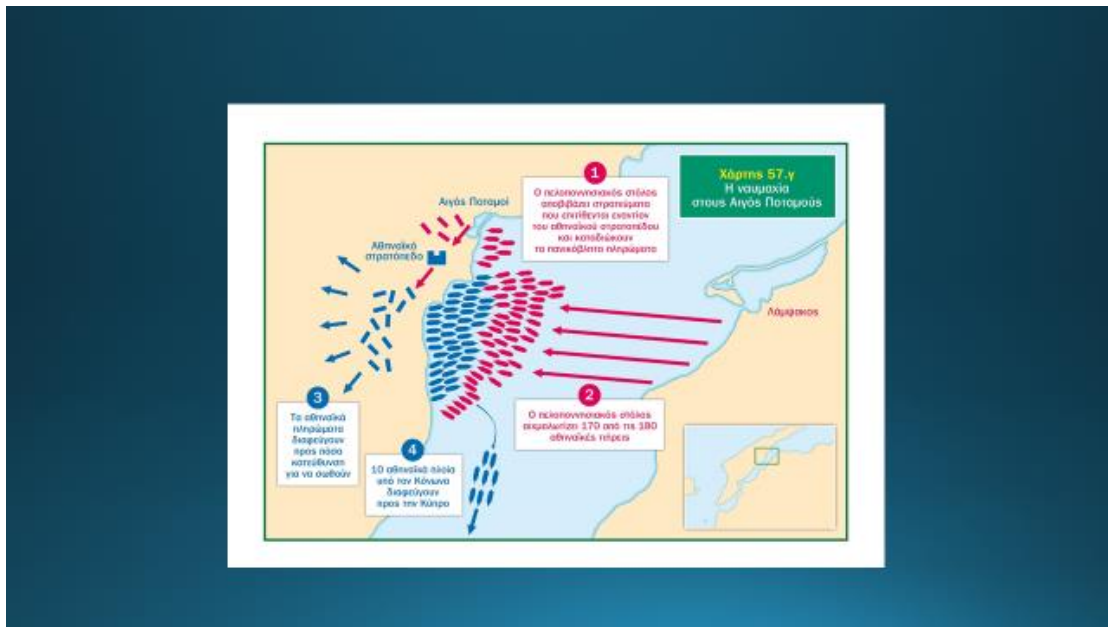 Χάρτης 57.γ
Η ναυμαχία
στους Αιγός Ποταμούς
1
Ο πελοποννησιακός στόλος
αποβιβάζει στρατεύματα
που επιτίθενται εναντίον
του αθηναϊκού στρατοπέδου
και καταδιώκουν
τα πανικόβλητα πληρώματα
Αιγός Ποταμοί
Αθηναϊκό
στρατόπεδο
Λάμψακος
2
Ο πελοποννησιακός στόλος
αιχμαλωτίζει 170 από τις 180
αθηναϊκές τριήρεις
3
Τα αθηναϊκά
πληρώματα
διαφεύγουν
προς πάσα
κατεύθυνση
για να σωθούν
4
10 αθηναϊκά πλοία
υπό τον Κόνωνα
διαφεύγουν
προς την Κύπρο